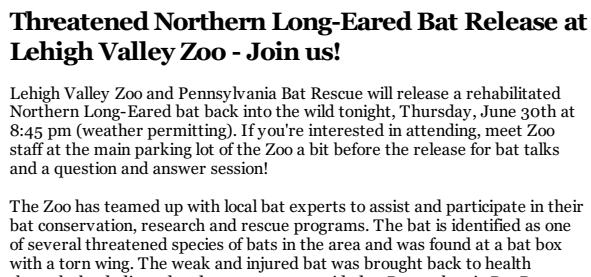 Threatened Northern Long-Eared Bat Release at
Lehigh Valley Zoo - Join us!
Lehigh Valley Zoo and Pennsylvania Bat Rescue will release a rehabilitated
Northern Long-Eared bat back into the wild tonight, Thursday, June 30th at
8:45 pm (weather permitting). If you're interested in attending, meet Zoo
staff at the main parking lot of the Zoo a bit before the release for bat talks
and a question and answer session!
The Zoo has teamed up with local bat experts to assist and participate in their
bat conservation, research and rescue programs. The bat is identified as one
of several threatened species of bats in the area and was found at a bat box
with a torn wing. The weak and injured bat was brought back to health